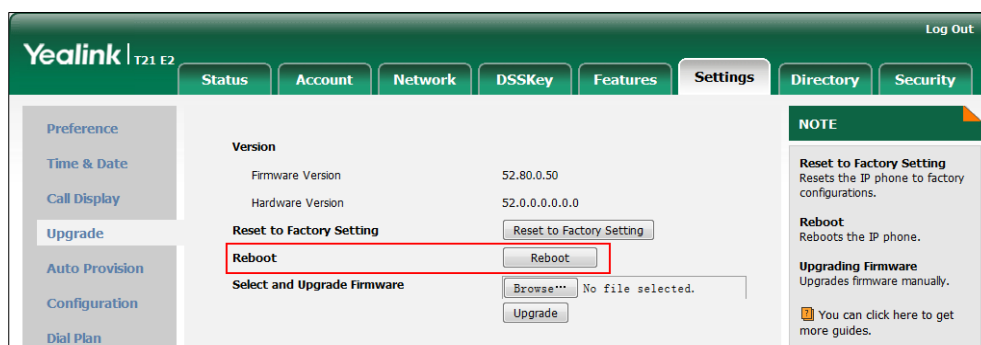 Log Out
Yealink | T21 E2
Status Account Network DSSKey Features Settings Directory Security
Preference
Time & Date
Call Display
Upgrade
Auto Provision
Configuration
Dial Plan
Version
Firmware Version 52.80.0.50
Hardware Version 52.0.0.0.0.0.0
Reset to Factory Setting Reset to Factory Setting
Reboot Reboot
Select and Upgrade Firmware Browse... No file selected.
Upgrade
NOTE
Reset to Factory Setting
Resets the IP phone to factory
configurations.
Reboot
Reboots the IP phone.
Upgrading Firmware
Upgrades firmware manually.
You can click here to get
more guides.